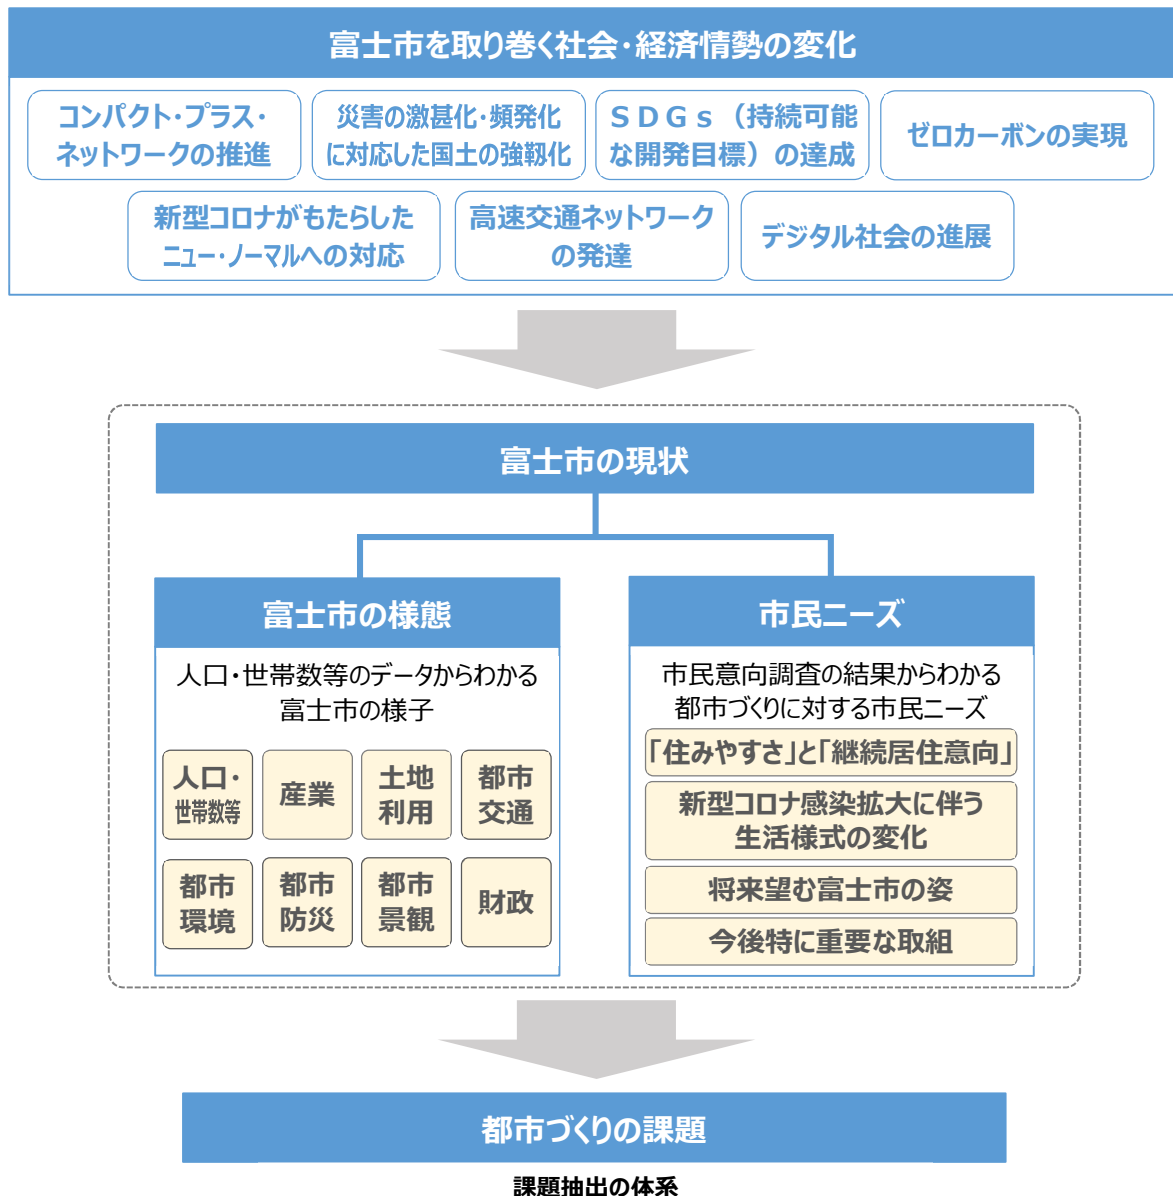 富士市を取り巻く社会・経済情勢の変化
コンパクト・プラス・
ネットワークの推進
災害の激甚化・頻発化
に対応した国土の強靱化
ＳＤＧｓ（持続可能
な開発目標）の達成
ゼロカーボンの実現
新型コロナがもたらした
ニュー・ノーマルへの対応
高速交通ネットワーク
の発達
デジタル社会の進展
富士市の現状
富士市の様態
人口・世帯数等のデータからわかる
富士市の様子
人口・
世帯数等
産業
土地
利用
都市
交通
都市
環境
都市
防災
都市
景観
財政
市民ニーズ
市民意向調査の結果からわかる
都市づくりに対する市民ニーズ
「住みやすさ」と「継続居住意向」
新型コロナ感染拡大に伴う
生活様式の変化
将来望む富士市の姿
今後特に重要な取組
都市づくりの課題
課題抽出の体系